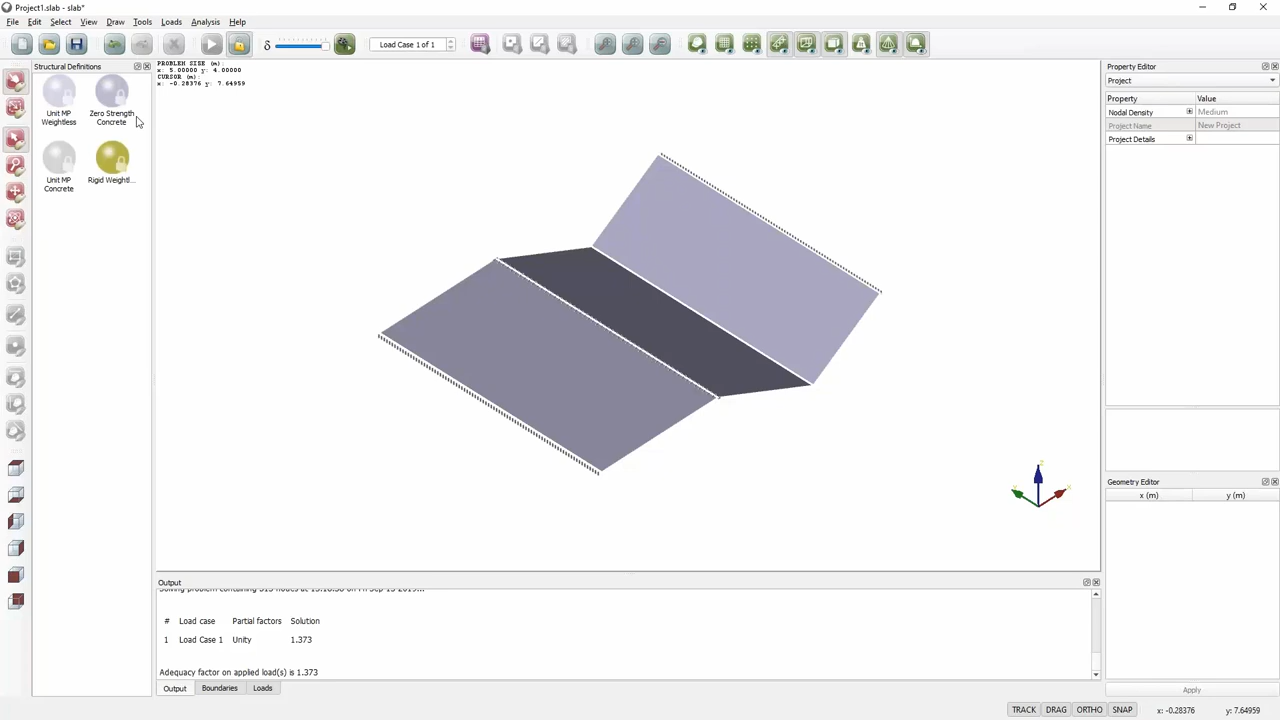 Project1.slab - slab*
File Edit Select View Draw Tools Loads Analysis Help
δ
Load Case 1 of 1
Structural Definitions
Unit MP Weightless
Zero Strength Concrete
Unit MP Concrete
Rigid Weightl...
PROBLEM SIZE (m):
x: 5.00000 y: 4.00000
CURSOR (m):
x: -0.28376 y: 7.64959
Property Editor
Project
Property Value
Nodal Density Medium
Project Name New Project
Project Details
Geometry Editor
x (m) y (m)
Apply
Output
# Load case Partial factors Solution
1 Load Case 1 Unity 1.373
Adequacy factor on applied load(s) is 1.373
Output Boundaries Loads
TRACK DRAG ORTHO SNAP x: -0.28376 y: 7.64959